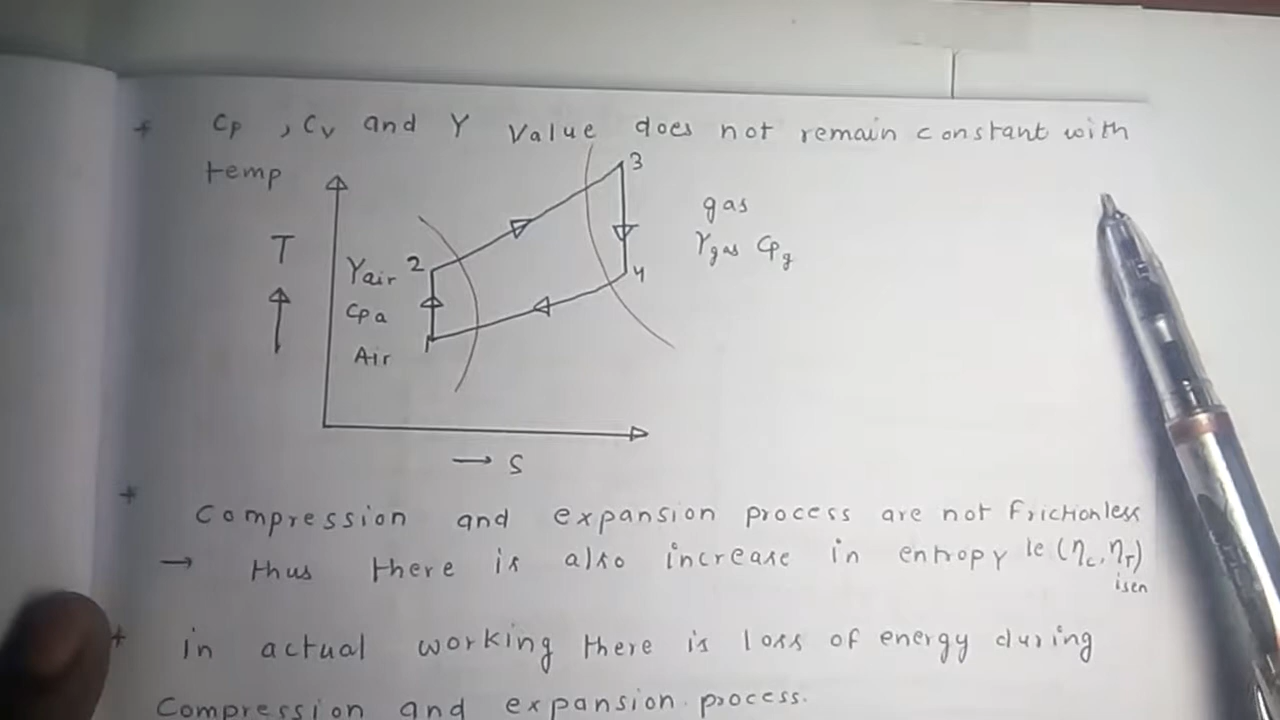 * Cp, Cv and γ value does not remain constant with
temp
T
3
gas
γgas Cpg
γair 2
Cpa
4
Air
1
→ S
* Compression and expansion process are not frictionless
→ thus there is also increase in entropy ie (ηc, ηT)
isen
* in actual working there is loss of energy during
Compression and expansion process.